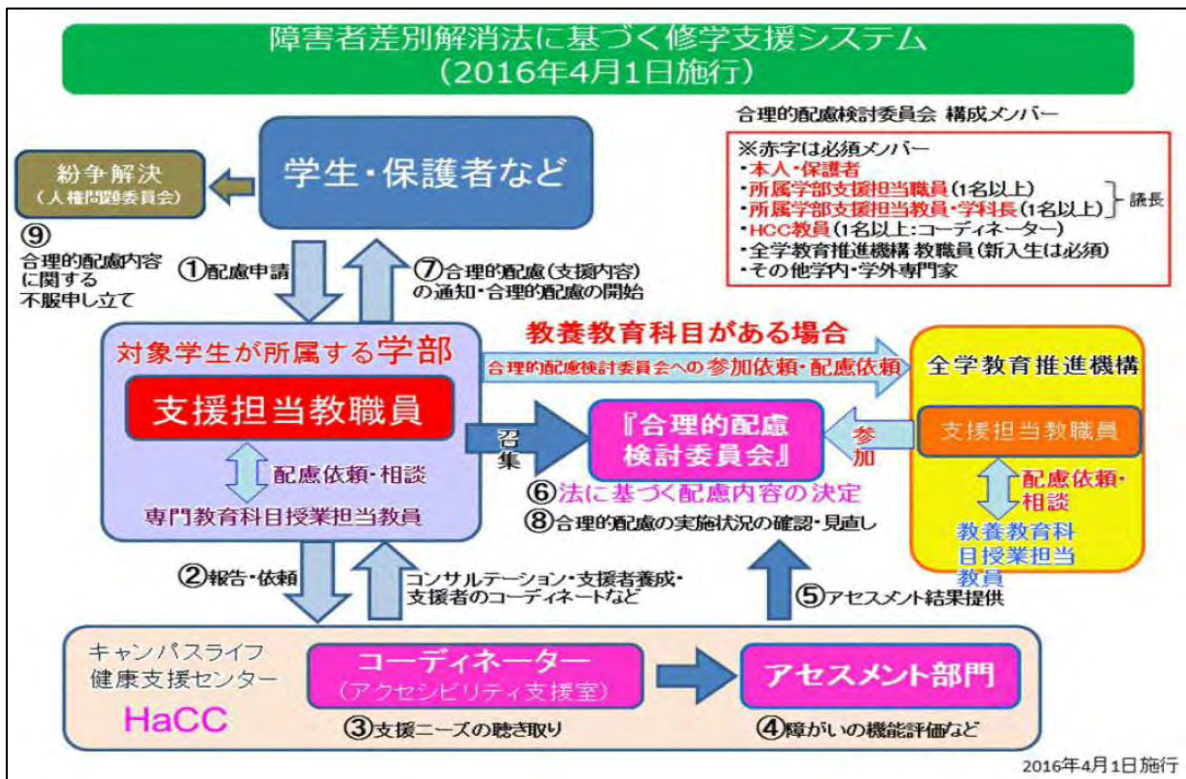 障害者差別解消法に基づく修学支援システム
（2016年4月1日施行）
合理的配慮検討委員会 構成メンバー
※赤字は必須メンバー
・本人・保護者
・所属学部支援担当職員(1名以上)
・所属学部支援担当教員・学科長(1名以上)
議長
・HCC教員(1名以上：コーディネーター)
・全学教育推進機構 教職員(新入生は必須)
・その他学内・学外専門家
学生・保護者など
紛争解決
（人権問題委員会）
⑨
合理的配慮内容
に関する
不服申し立て
①配慮申請
⑦合理的配慮(支援内容)
の通知・合理的配慮の開始
対象学生が所属する学部
支援担当教職員
配慮依頼・相談
専門教育科目授業担当教員
教養教育科目がある場合
合理的配慮検討委員会への参加依頼・配慮依頼
全学教育推進機構
支援担当教職員
配慮依頼・
相談
教養教育科
目授業担当
教員
召集
『合理的配慮
検討委員会』
参加
⑥法に基づく配慮内容の決定
⑧合理的配慮の実施状況の確認・見直し
②報告・依頼
コンサルテーション・支援者養成・
支援者のコーディネートなど
⑤アセスメント結果提供
キャンパスライフ
健康支援センター
HaCC
コーディネーター
（アクセシビリティ支援室）
③支援ニーズの聴き取り
アセスメント部門
④障がいの機能評価など
2016年4月1日施行